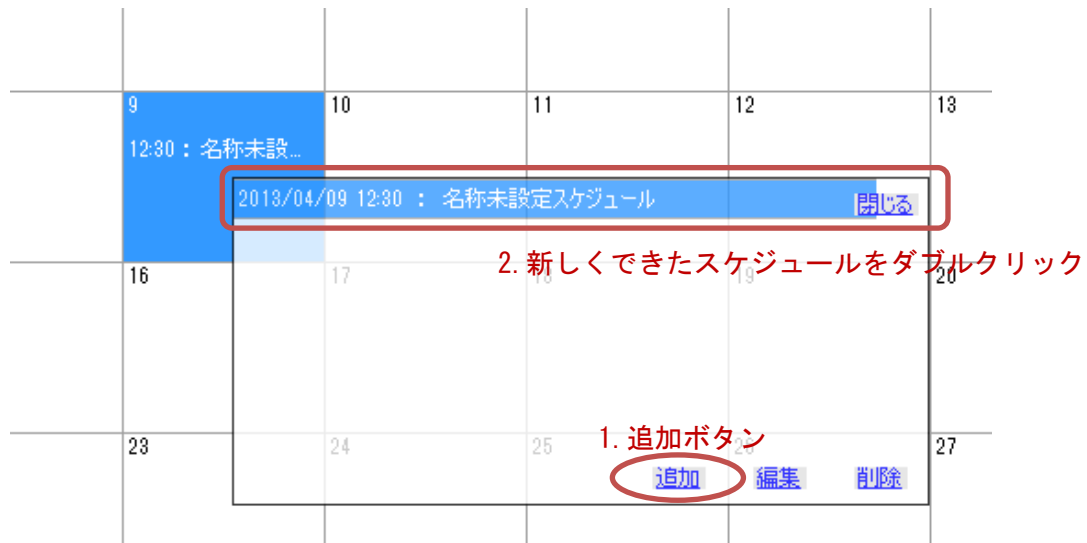 9
10
11
12
13
12:30 : 名称未設...
2013/04/09 12:30 : 名称未設定スケジュール
閉じる
2. 新しくできたスケジュールをダブルクリック
16
17
18
19
20
1. 追加ボタン
23
24
25
26
27
追加
編集
削除